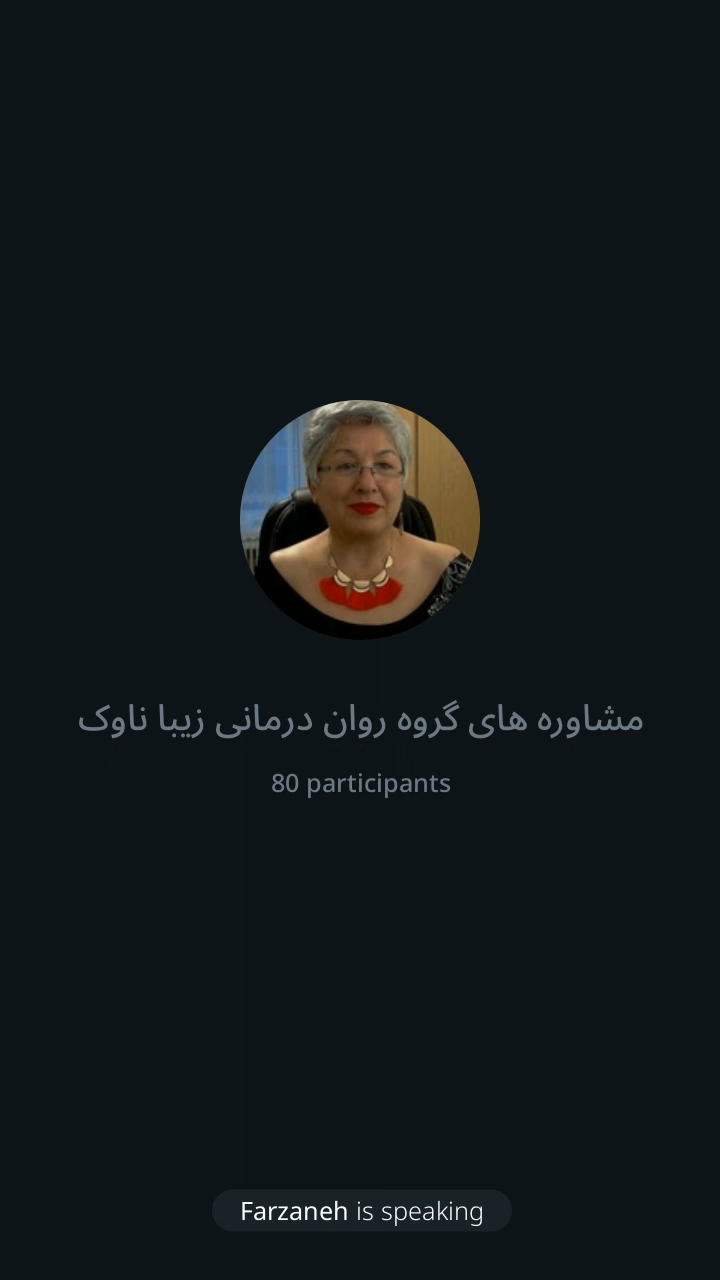 مشاوره های گروه روان درمانی زیبا ناوک
80 participants
Farzaneh is speaking